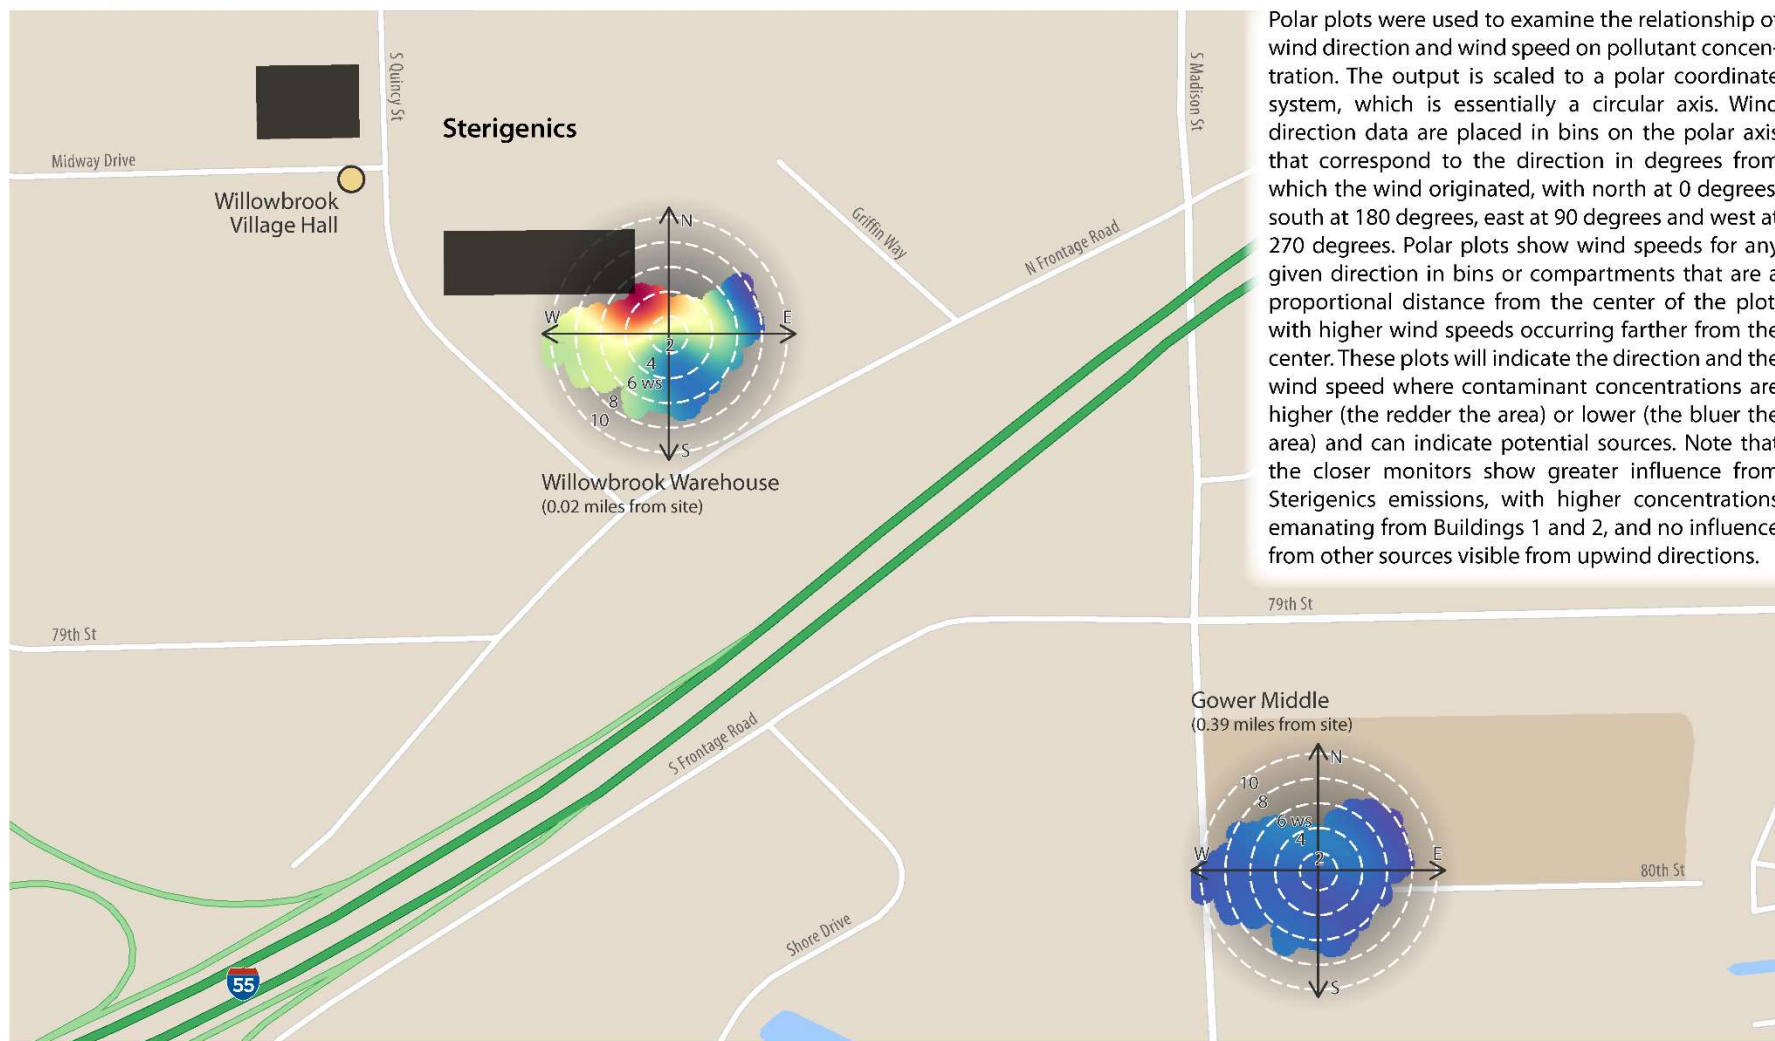 Polar plots were used to examine the relationship of
wind direction and wind speed on pollutant concen-
tration. The output is scaled to a polar coordinate
system, which is essentially a circular axis. Wind
direction data are placed in bins on the polar axis
that correspond to the direction in degrees from
which the wind originated, with north at 0 degrees
south at 180 degrees, east at 90 degrees and west at
270 degrees. Polar plots show wind speeds for any
given direction in bins or compartments that are a
proportional distance from the center of the plot
with higher wind speeds occurring farther from the
center. These plots will indicate the direction and the
wind speed where contaminant concentrations are
higher (the redder the area) or lower (the bluer the
area) and can indicate potential sources. Note that
the closer monitors show greater influence from
Sterigenics emissions, with higher concentrations
emanating from Buildings 1 and 2, and no influence
from other sources visible from upwind directions.
S Quincy St
S Madison St
Sterigenics
Midway Drive
Willowbrook
Village Hall
Griffin Way
N Frontage Road
N
W
E
2
4
6 ws
8
10
S
Willowbrook Warehouse
(0.02 miles from site)
79th St
79th St
S Frontage Road
Gower Middle
(0.39 miles from site)
N
10
8
6 ws
4
2
W
E
S
80th St
Shore Drive
55